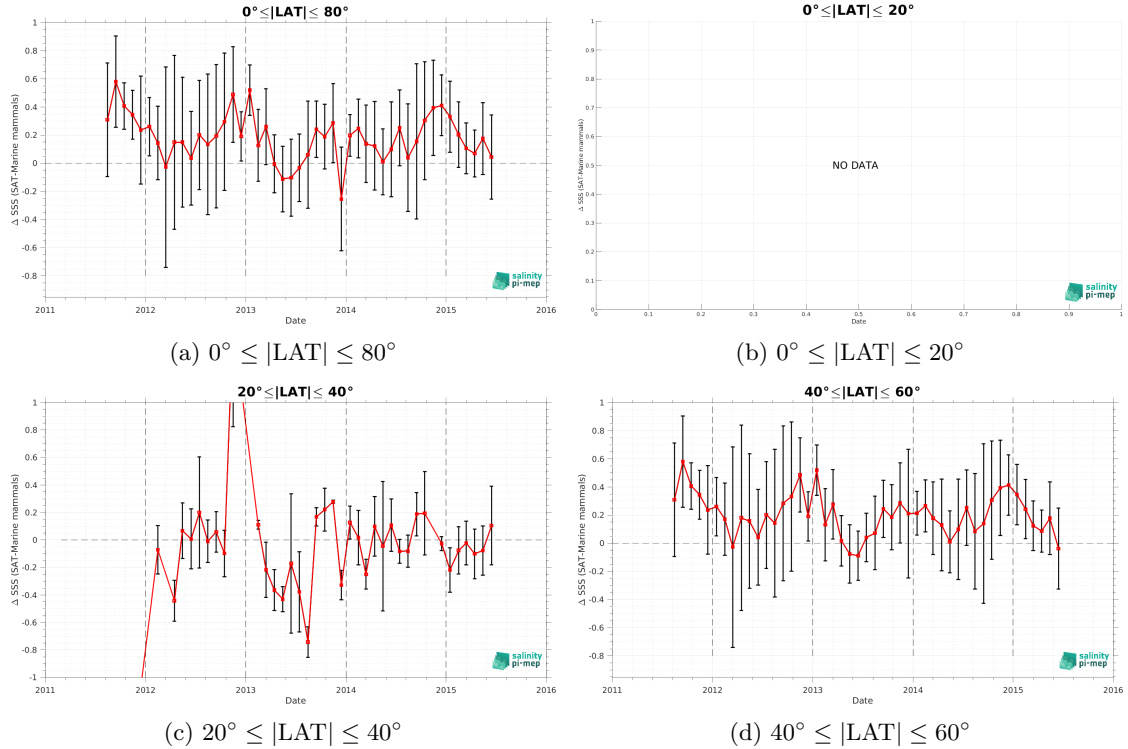 0°≤|LAT|≤ 80°
Δ SSS (SAT-Marine mammals)
1
0.8
0.6
0.4
0.2
0
-0.2
-0.4
-0.6
-0.8
2011 2012 2013 2014 2015 2016
Date
salinity
pi-mep
(a) 0° ≤ |LAT| ≤ 80°
0°≤|LAT|≤ 20°
Δ SSS (SAT-Marine mammals)
1
0.9
0.8
0.7
0.6
0.5
0.4
0.3
0.2
0.1
0
NO DATA
0 0.1 0.2 0.3 0.4 0.5 0.6 0.7 0.8 0.9 1
Date
salinity
pi-mep
(b) 0° ≤ |LAT| ≤ 20°
20°≤|LAT|≤ 40°
Δ SSS (SAT-Marine mammals)
1
0.8
0.6
0.4
0.2
0
-0.2
-0.4
-0.6
-0.8
-1
2011 2012 2013 2014 2015 2016
Date
salinity
pi-mep
(c) 20° ≤ |LAT| ≤ 40°
40°≤|LAT|≤ 60°
Δ SSS (SAT-Marine mammals)
1
0.8
0.6
0.4
0.2
0
-0.2
-0.4
-0.6
-0.8
2011 2012 2013 2014 2015 2016
Date
salinity
pi-mep
(d) 40° ≤ |LAT| ≤ 60°